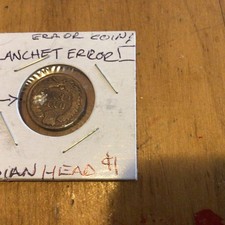 ERROR COIN!
LANCHET ERROR!
DIAN HEAD $1